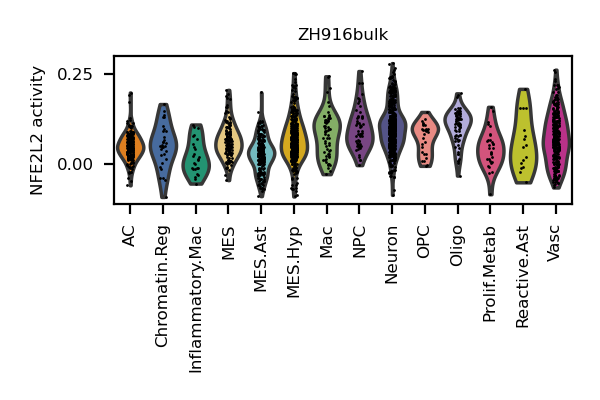 ZH916bulk
NFE2L2 activity
0.25
0.00
AC
Chromatin.Reg
Inflammatory.Mac
MES
MES.Ast
MES.Hyp
Mac
NPC
Neuron
OPC
Oligo
Prolif.Metab
Reactive.Ast
Vasc